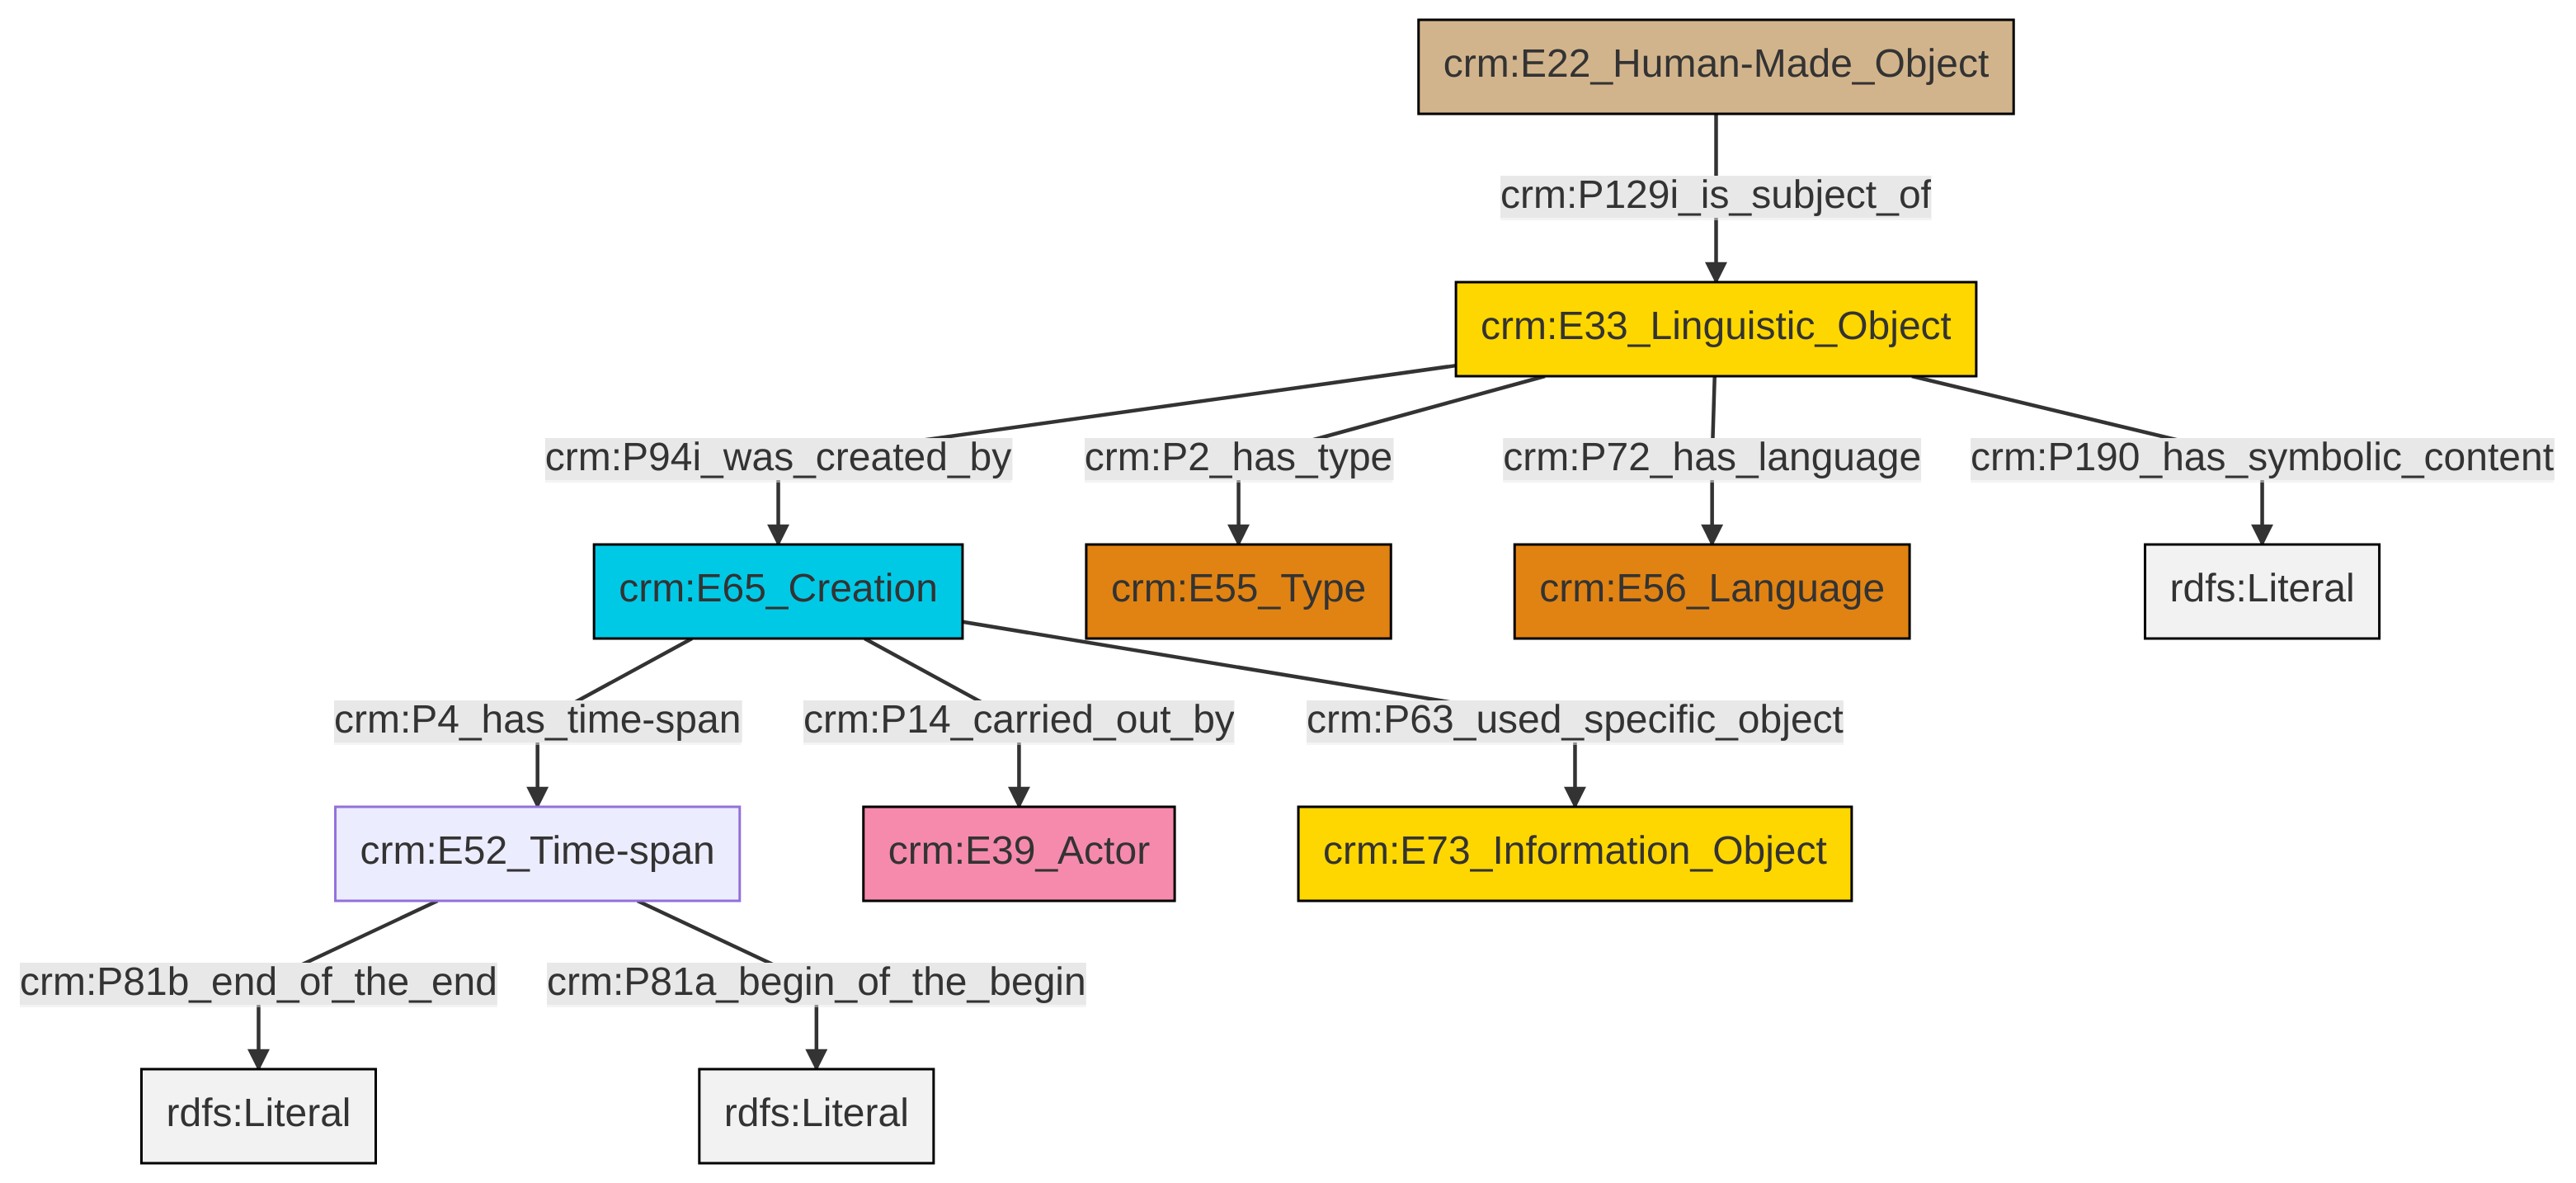 crm:E22_Human-Made_Object
crm:P129i_is_subject_of
crm:E33_Linguistic_Object
crm:P94i_was_created_by
crm:P2_has_type
crm:P72_has_language
crm:P190_has_symbolic_content
crm:E65_Creation
crm:E55_Type
crm:E56_Language
rdfs:Literal
crm:P4_has_time-span
crm:P14_carried_out_by
crm:P63_used_specific_object
crm:E52_Time-span
crm:E39_Actor
crm:E73_Information_Object
crm:P81b_end_of_the_end
crm:P81a_begin_of_the_begin
rdfs:Literal
rdfs:Literal